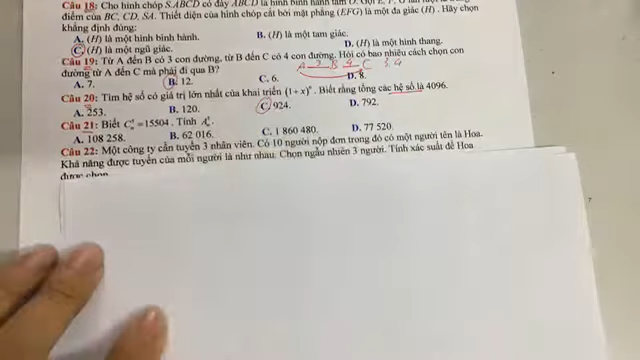 Câu 18: Cho hình chóp S.ABCD có đáy ABCD là hình bình hành tâm O. Gọi E, F, G lần lượt là
điểm của BC, CD, SA. Thiết diện của hình chóp cắt bởi mặt phẳng (EFG) là một đa giác (H). Hãy chọn
khẳng định đúng:
A. (H) là một hình bình hành. B. (H) là một tam giác.
C. (H) là một ngũ giác. D. (H) là một hình thang.
Câu 19: Từ A đến B có 3 con đường, từ B đến C có 4 con đường. Hỏi có bao nhiêu cách chọn con
đường từ A đến C mà phải đi qua B?
A 3 B 4 C 3.4
A. 7. B. 12. C. 6. D. 8.
Câu 20: Tìm hệ số có giá trị lớn nhất của khai triển (1+x)ⁿ. Biết rằng tổng các hệ số là 4096.
A. 253. B. 120. C. 924. D. 792.
Câu 21: Biết = 15504. Tính
A. 108 258. B. 62 016. C. 1 860 480. D. 77 520.
Câu 22: Một công ty cần tuyển 3 nhân viên. Có 10 người nộp đơn trong đó có một người tên là Hoa.
Khả năng được tuyển của mỗi người là như nhau. Chọn ngẫu nhiên 3 người. Tính xác suất để Hoa
được chọn